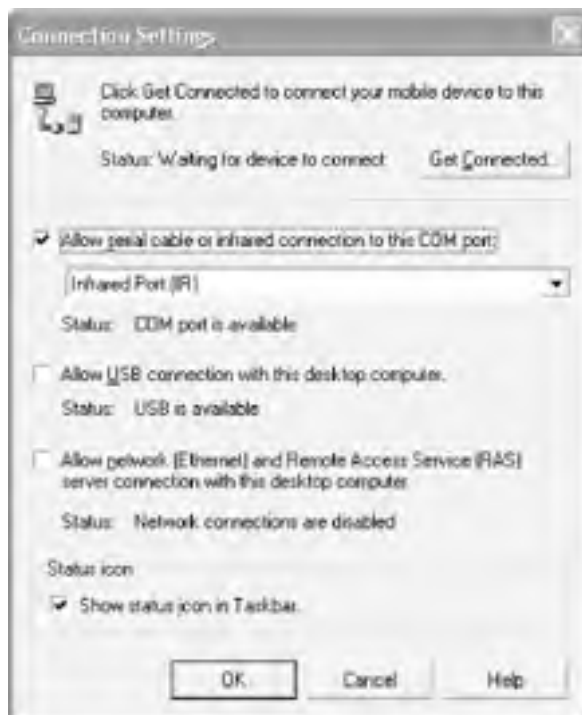 Connection Settings
Click Get Connected to connect your mobile device to this
computer.
Status: Waiting for device to connect
Get Connected...
Allow serial cable or infrared connection to this COM port:
Infrared Port (IR)
Status: COM port is available
Allow USB connection with this desktop computer.
Status: USB is available
Allow network (Ethernet) and Remote Access Service (RAS)
server connection with this desktop computer
Status: Network connections are disabled
Status icon
Show status icon in Taskbar.
OK
Cancel
Help